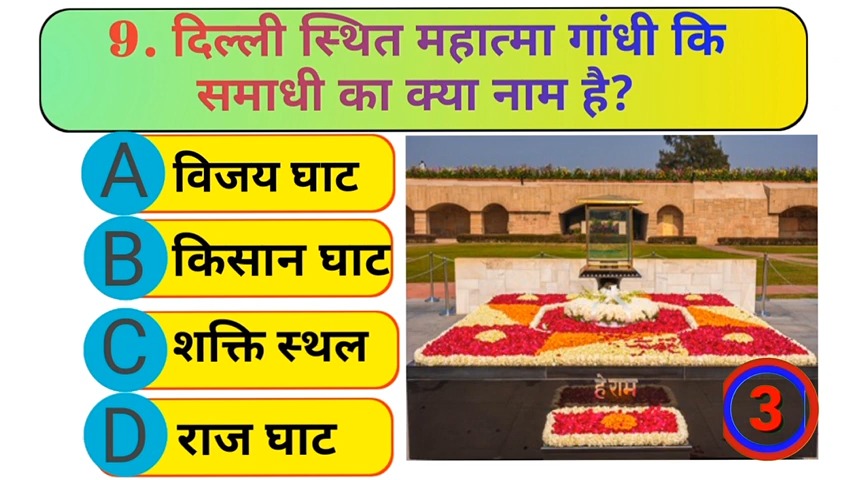 9. दिल्ली स्थित महात्मा गांधी कि
समाधी का क्या नाम है?
A विजय घाट
B किसान घाट
C शक्ति स्थल
D राज घाट
हे राम
3